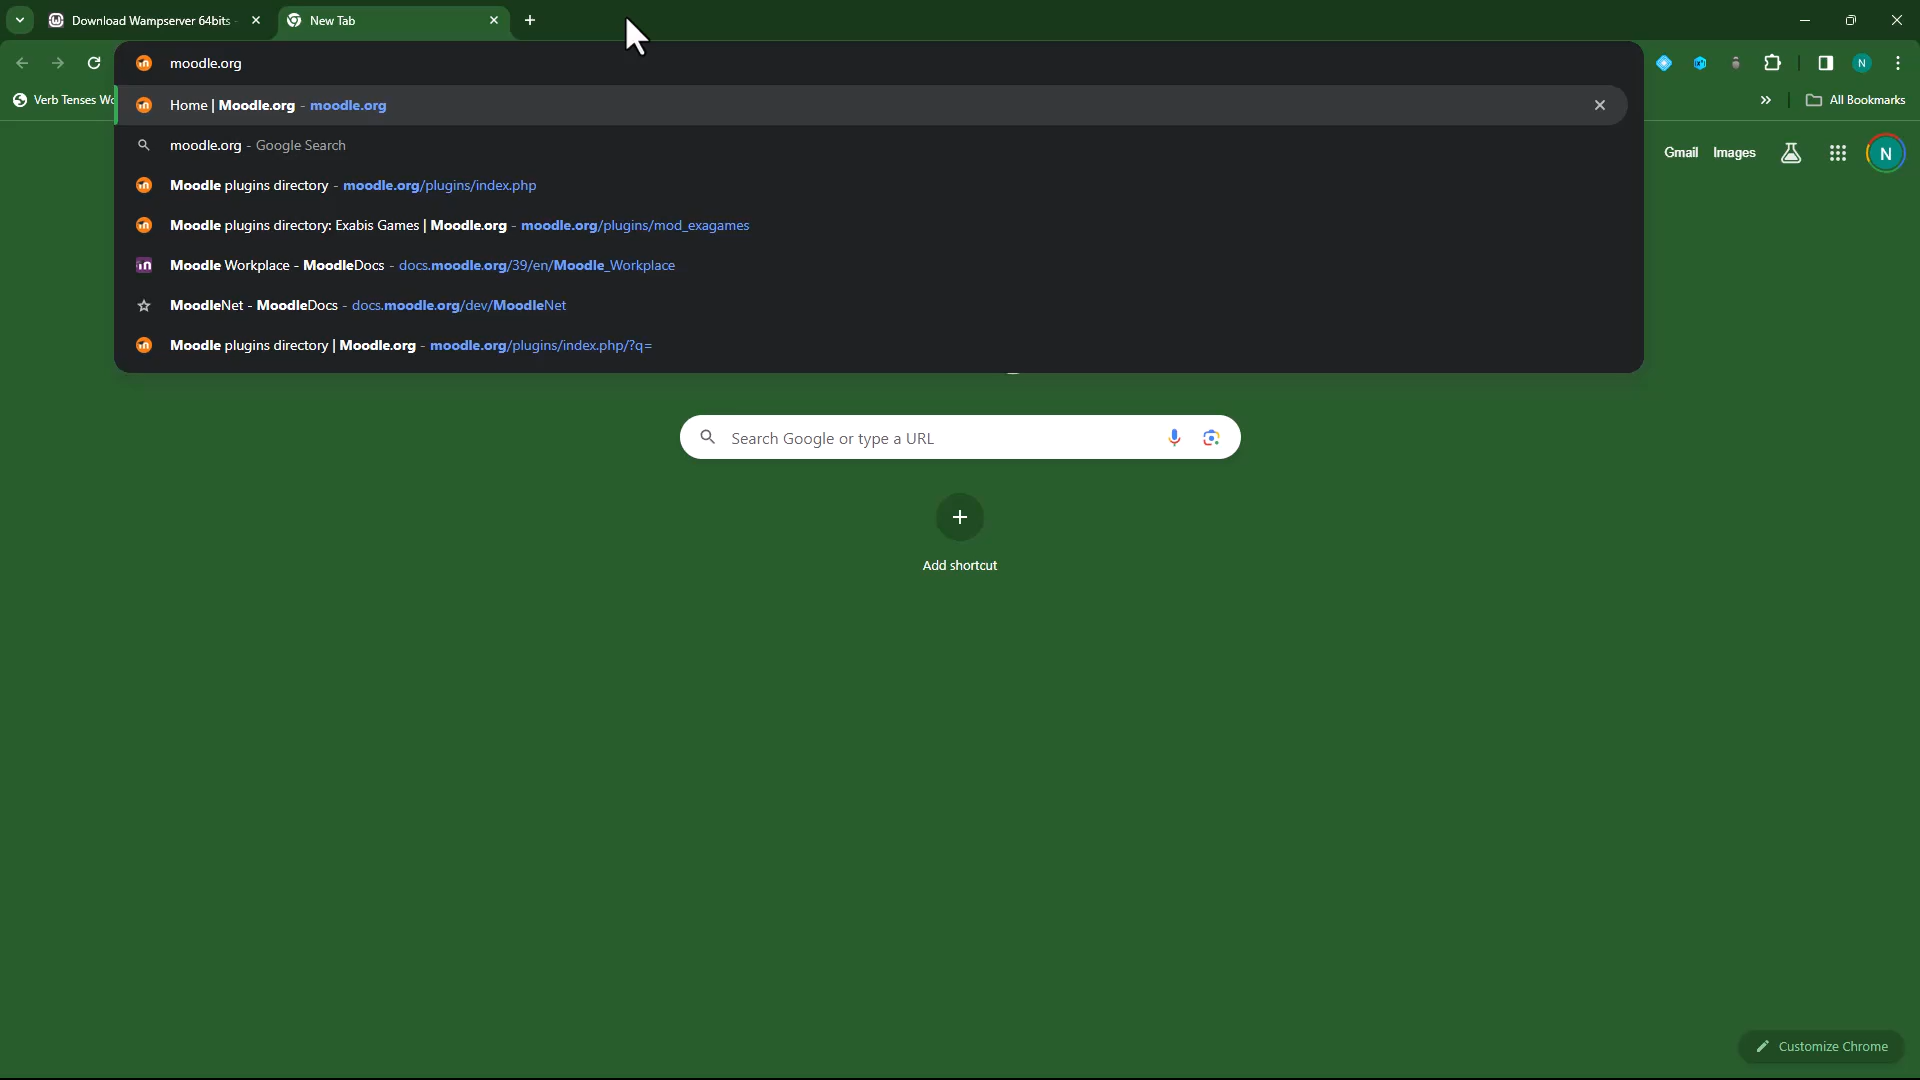 Download Wampserver 64bits
New Tab
moodle.org
Verb Tenses Wo
All Bookmarks
Home | Moodle.org - moodle.org
moodle.org - Google Search
Gmail Images N
Moodle plugins directory - moodle.org/plugins/index.php
Moodle plugins directory: Exabis Games | Moodle.org - moodle.org/plugins/mod_exagames
Moodle Workplace - MoodleDocs - docs.moodle.org/39/en/Moodle_Workplace
MoodleNet - MoodleDocs - docs.moodle.org/dev/MoodleNet
Moodle plugins directory | Moodle.org - moodle.org/plugins/index.php/?q=
Search Google or type a URL
Add shortcut
Customize Chrome